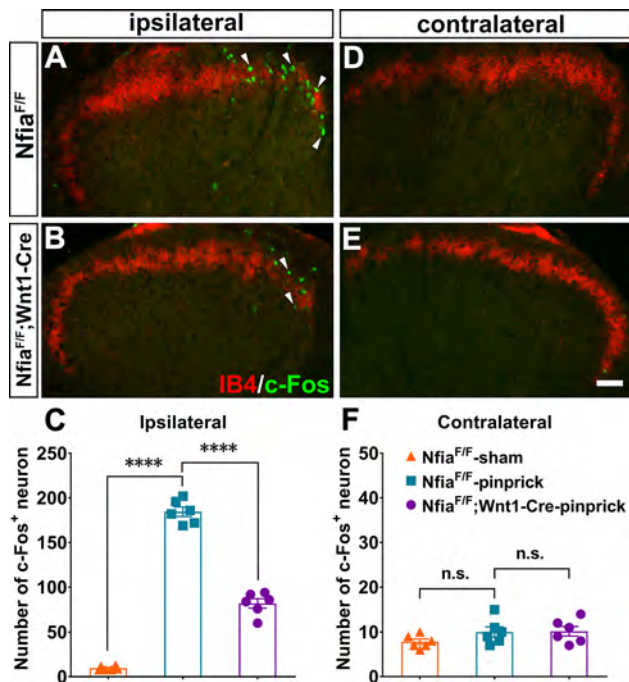 ipsilateral
contralateral
A
D
Nfia^F/F
B
E
Nfia^F/F;Wnt1-Cre
IB4/c-Fos
C
Ipsilateral
Number of c-Fos⁺ neuron
250
200
150
100
50
0
****
****
F
Contralateral
Number of c-Fos⁺ neuron
50
40
30
20
10
0
Nfia^F/F-sham
Nfia^F/F-pinprick
Nfia^F/F;Wnt1-Cre-pinprick
n.s.
n.s.